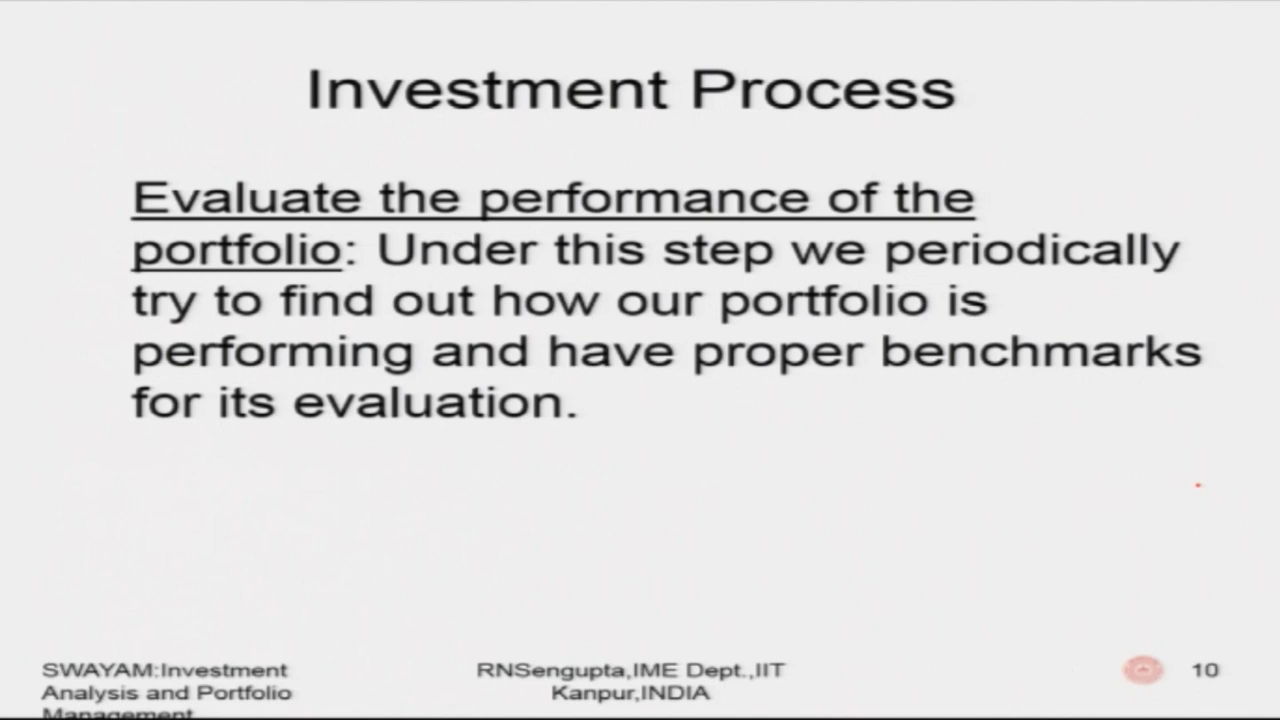 Investment Process
Evaluate the performance of the
portfolio: Under this step we periodically
try to find out how our portfolio is
performing and have proper benchmarks
for its evaluation.
SWAYAM:Investment
Analysis and Portfolio
Management
RNSengupta,IME Dept.,IIT
Kanpur,INDIA
10